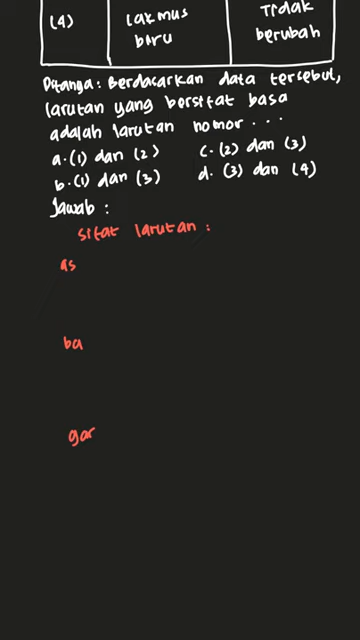 (4) Lakmus biru Tidak berubah
Ditanya: Berdasarkan data tersebut,
larutan yang bersifat basa
adalah larutan nomor ...
a. (1) dan (2) c. (2) dan (3)
b. (1) dan (3) d. (3) dan (4)
Jawab :
sifat larutan :
as
ba
gar